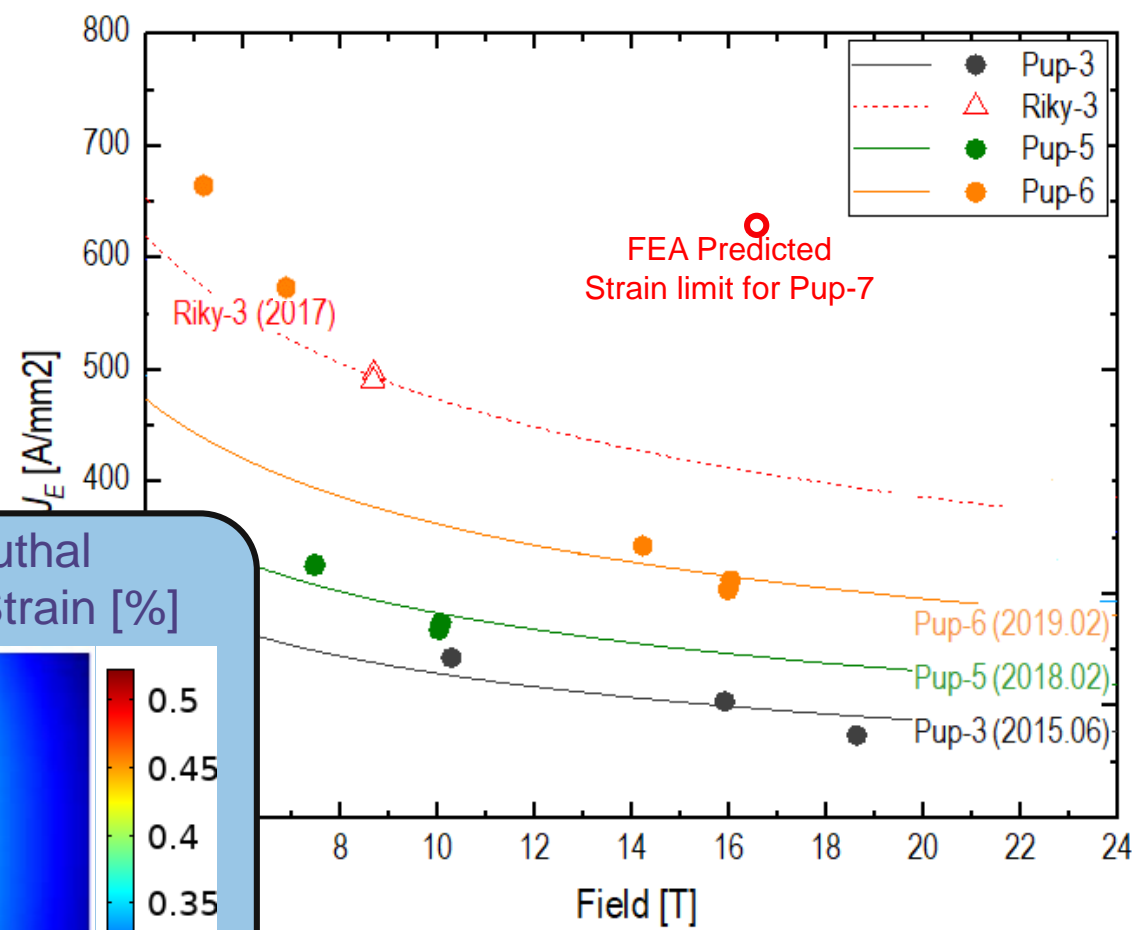 800
700
600
500
400
J_E [A/mm2]
Pup-3
Riky-3
Pup-5
Pup-6
FEA Predicted
Strain limit for Pup-7
Riky-3 (2017)
Pup-6 (2019.02)
Pup-5 (2018.02)
Pup-3 (2015.06)
8 10 12 14 16 18 20 22 24
Field [T]
uthal
Strain [%]
0.5
0.45
0.4
0.35